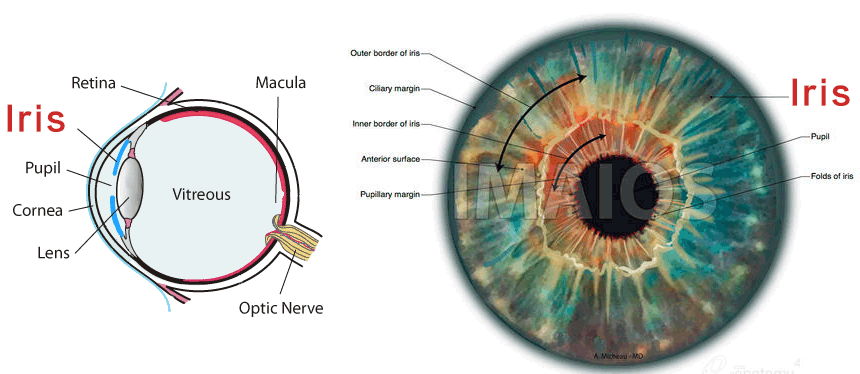 Retina
Macula
Iris
Pupil
Vitreous
Cornea
Lens
Optic Nerve
Outer border of iris
Ciliary margin
Inner border of iris
Anterior surface
Pupillary margin
Iris
Pupil
Folds of iris
IMAIOS
A. Micheau - MD